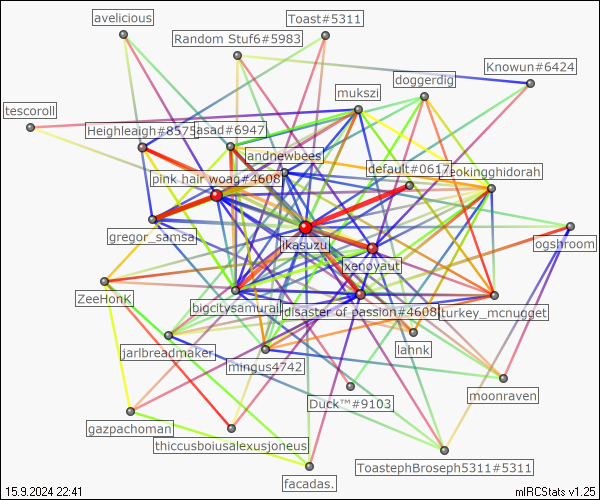 avelicious
Toast#5311
Random Stuf6#5983
doggerdig
Knowun#6424
mukszi
tescoroll
Heighleaigh#8575
asad#6947
andnewbees
default#0617
eokingghidorah
pink hair woag#4608
gregor_samsa
jkasuzu
ogshroom
xenoyaut
ZeeHonK
bigcitysamurai
disaster of passion#4608
turkey_mcnugget
jarlbreadmaker
lahnk
mingus4742
Duck™#9103
moonraven
gazpachoman
thiccusboiusalexusjoneus
ToastephBroseph5311#5311
facadas.
15.9.2024 22:41
mIRCStats v1.25